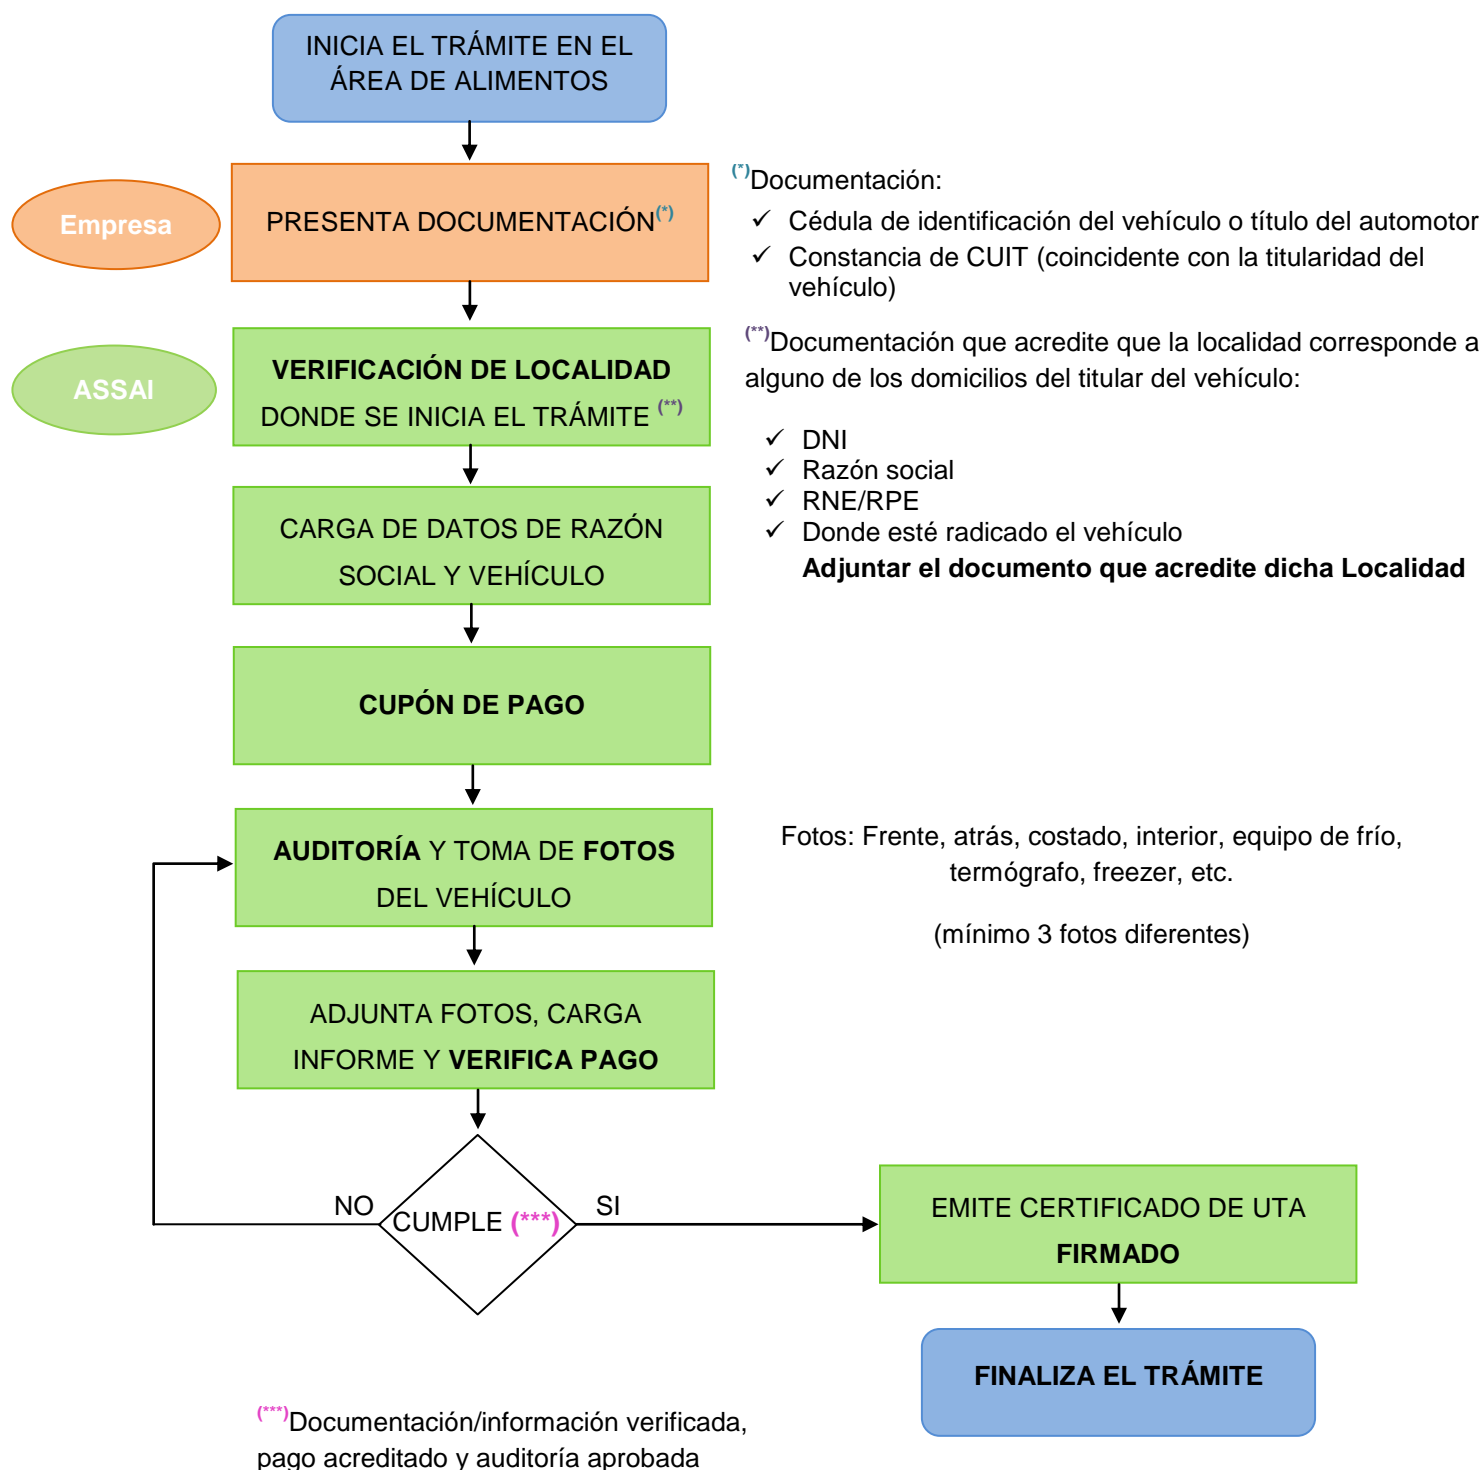 INICIA EL TRÁMITE EN EL
ÁREA DE ALIMENTOS
Empresa
PRESENTA DOCUMENTACIÓN(*)
(*)Documentación:
✓ Cédula de identificación del vehículo o título del automotor
✓ Constancia de CUIT (coincidente con la titularidad del
vehículo)
ASSAI
VERIFICACIÓN DE LOCALIDAD
DONDE SE INICIA EL TRÁMITE (**)
(**)Documentación que acredite que la localidad corresponde a
alguno de los domicilios del titular del vehículo:
✓ DNI
✓ Razón social
✓ RNE/RPE
✓ Donde esté radicado el vehículo
Adjuntar el documento que acredite dicha Localidad
CARGA DE DATOS DE RAZÓN
SOCIAL Y VEHÍCULO
CUPÓN DE PAGO
AUDITORÍA Y TOMA DE FOTOS
DEL VEHÍCULO
Fotos: Frente, atrás, costado, interior, equipo de frío,
termógrafo, freezer, etc.
(mínimo 3 fotos diferentes)
ADJUNTA FOTOS, CARGA
INFORME Y VERIFICA PAGO
NO
CUMPLE (***)
SI
EMITE CERTIFICADO DE UTA
FIRMADO
FINALIZA EL TRÁMITE
(***)Documentación/información verificada,
pago acreditado y auditoría aprobada